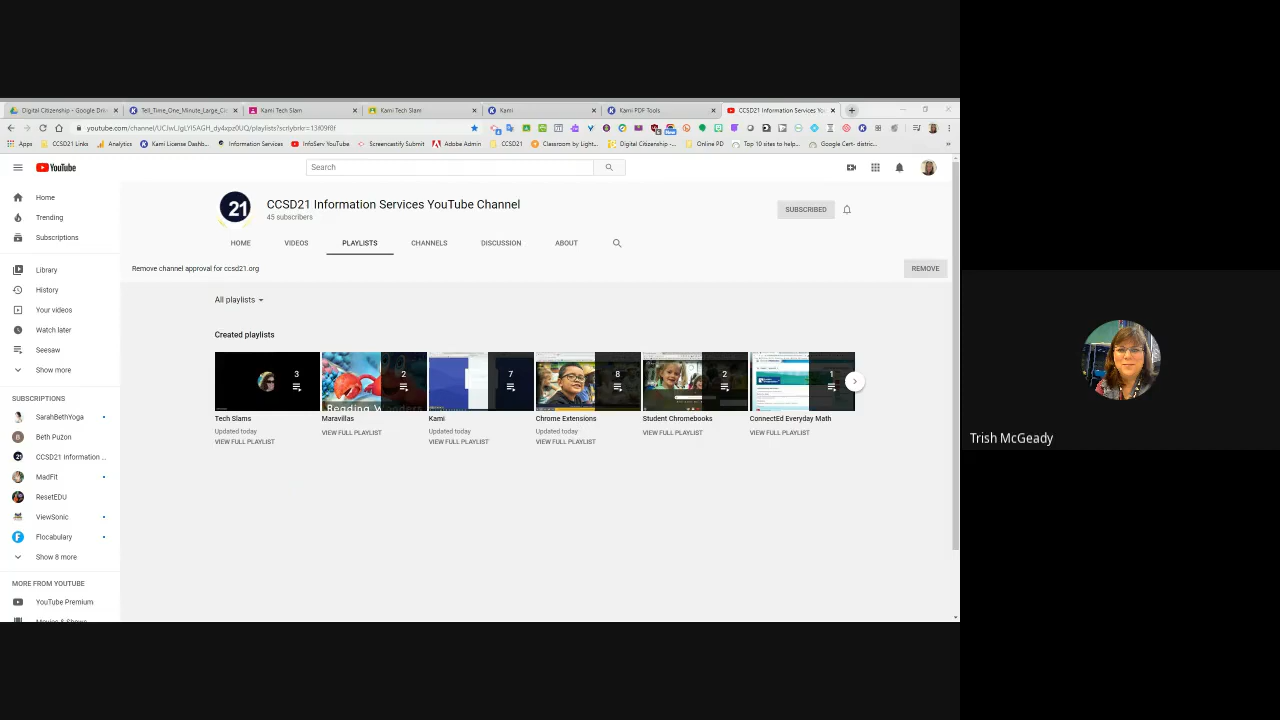 Digital Citizenship - Google Driv
Tell_Time_One_Minute_Large_Clo
Kami Tech Slam
Kami Tech Slam
Kami
Kami PDF Tools
CCSD21 Information Services Yo
Apps
CCSD21 Links
Analytics
Kami License Dashb...
Information Services
InfoServ YouTube
Screencastify Submit
Adobe Admin
CCSD21
Classroom by Light...
Digital Citizenship -...
Online PD
Top 10 sites to help...
Google Cert- distric...
YouTube
Search
21
CCSD21 Information Services YouTube Channel
45 subscribers
SUBSCRIBED
HOME
VIDEOS
PLAYLISTS
CHANNELS
DISCUSSION
ABOUT
Remove channel approval for ccsd21.org
REMOVE
Home
Trending
Subscriptions
Library
History
Your videos
Watch later
Seesaw
Show more
SUBSCRIPTIONS
SarahBethYoga
Beth Puzon
CCSD21 Information ...
MadFit
ResetEDU
ViewSonic
Flocabulary
Show 8 more
MORE FROM YOUTUBE
YouTube Premium
Movies & Shows
All playlists
Created playlists
3
2
7
8
2
1
Reading Wonders
Tech Slams
Updated today
VIEW FULL PLAYLIST
Maravillas
VIEW FULL PLAYLIST
Kami
Updated today
VIEW FULL PLAYLIST
Chrome Extensions
Updated today
VIEW FULL PLAYLIST
Student Chromebooks
VIEW FULL PLAYLIST
ConnectEd Everyday Math
VIEW FULL PLAYLIST
Trish McGeady